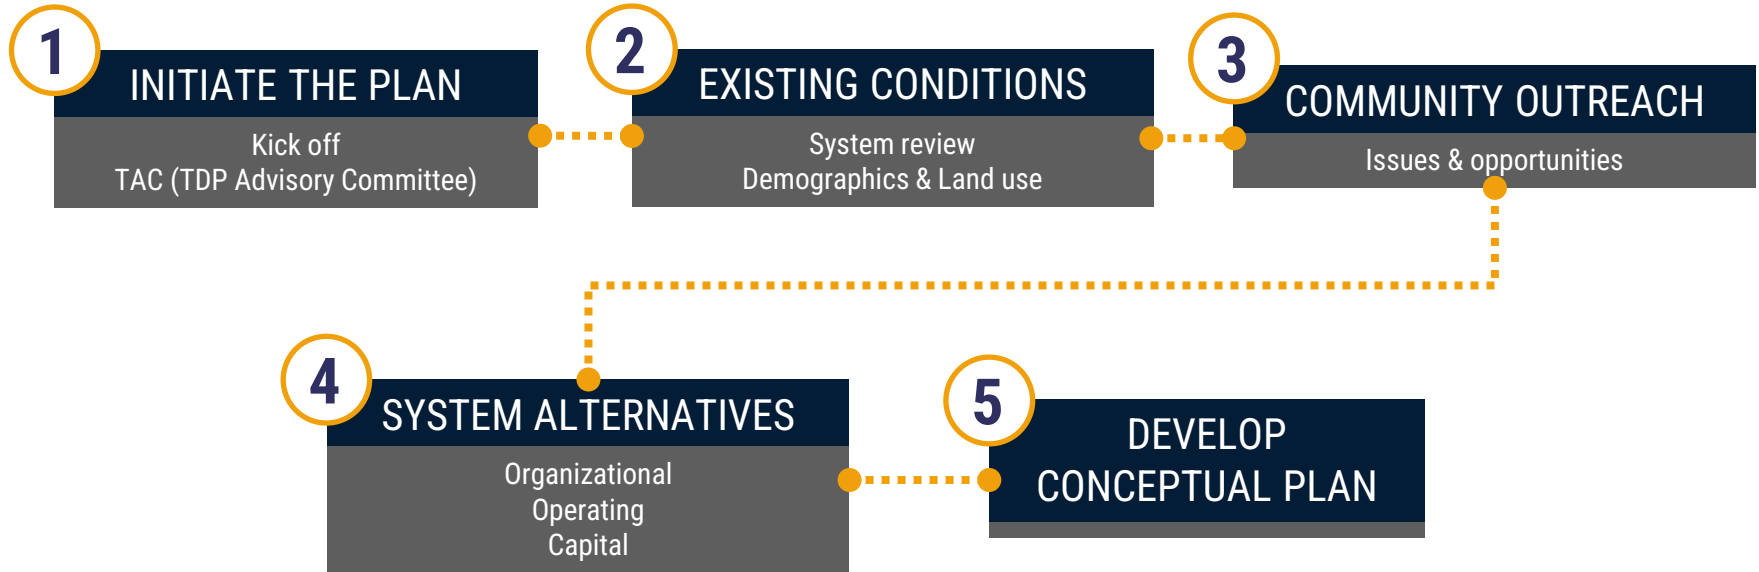 1
INITIATE THE PLAN
Kick off
TAC (TDP Advisory Committee)
2
EXISTING CONDITIONS
System review
Demographics & Land use
3
COMMUNITY OUTREACH
Issues & opportunities
4
SYSTEM ALTERNATIVES
Organizational
Operating
Capital
5
DEVELOP
CONCEPTUAL PLAN